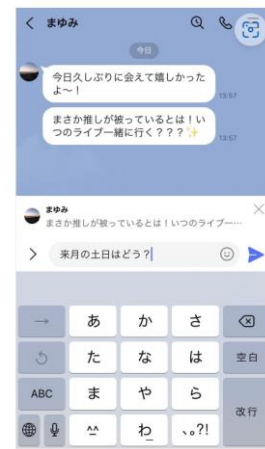 まゆみ
今日
今日久しぶりに会えて嬉しかった
よ〜！
13:57
まさか推しが被っているとは！い
つのライブ一緒に行く？？？✨
13:57
まゆみ
まさか推しが被っているとは！いつのライブ一…
来月の土日はどう？
→
あ
か
さ
た
な
は
空白
ABC
ま
や
ら
改行
^^
わ
、。?!